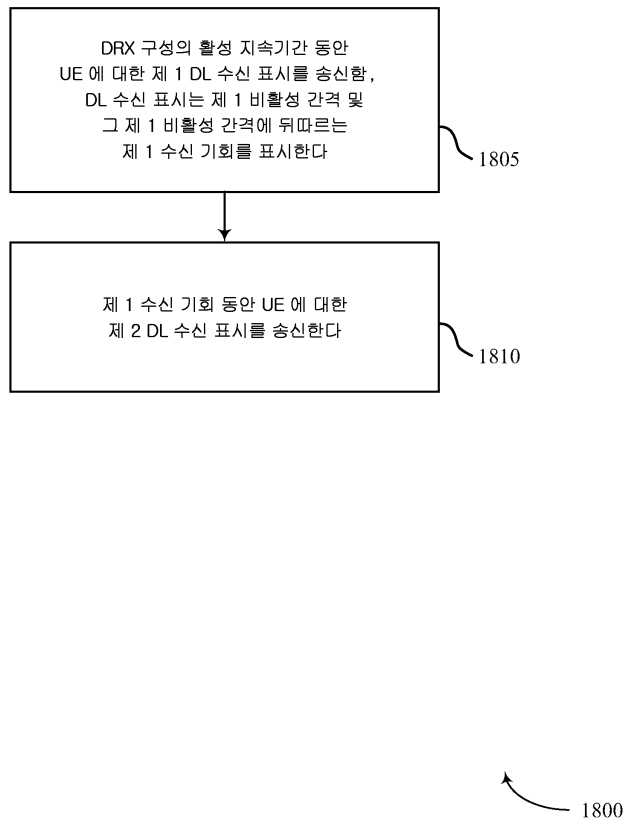 DRX 구성의 활성 지속기간 동안
UE 에 대한 제 1 DL 수신 표시를 송신함,
DL 수신 표시는 제 1 비활성 간격 및
그 제 1 비활성 간격에 뒤따르는
제 1 수신 기회를 표시한다
1805
제 1 수신 기회 동안 UE 에 대한
제 2 DL 수신 표시를 송신한다
1810
1800